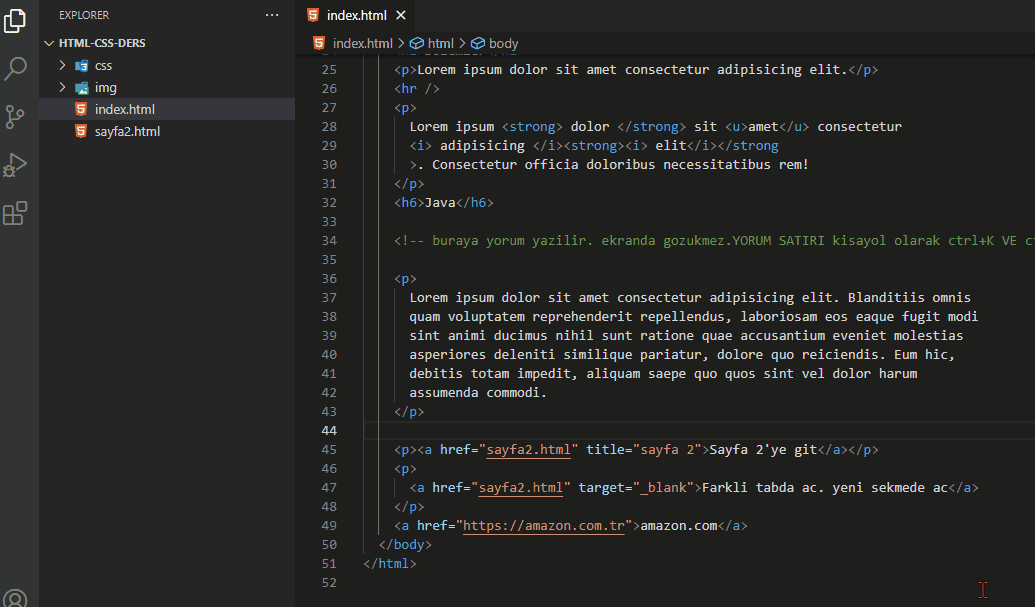 EXPLORER
HTML-CSS-DERS
css
img
index.html
sayfa2.html
index.html
index.html > html > body
25 <p>Lorem ipsum dolor sit amet consectetur adipisicing elit.</p>
26 <hr />
27 <p>
28 Lorem ipsum <strong> dolor </strong> sit <u>amet</u> consectetur
29 <i> adipisicing </i><strong><i> elit</i></strong
30 >. Consectetur officia doloribus necessitatibus rem!
31 </p>
32 <h6>Java</h6>
33
34 <!-- buraya yorum yazilir. ekranda gozukmez.YORUM SATIRI kisayol olarak ctrl+K VE
35
36 <p>
37 Lorem ipsum dolor sit amet consectetur adipisicing elit. Blanditiis omnis
38 quam voluptatem reprehenderit repellendus, laboriosam eos eaque fugit modi
39 sint animi ducimus nihil sunt ratione quae accusantium eveniet molestias
40 asperiores deleniti similique pariatur, dolore quo reiciendis. Eum hic,
41 debitis totam impedit, aliquam saepe quo quos sint vel dolor harum
42 assumenda commodi.
43 </p>
44
45 <p><a href="sayfa2.html" title="sayfa 2">Sayfa 2'ye git</a></p>
46 <p>
47 <a href="sayfa2.html" target="_blank">Farkli tabda ac. yeni sekmede ac</a>
48 </p>
49 <a href="https://amazon.com.tr">amazon.com</a>
50 </body>
51 </html>
52